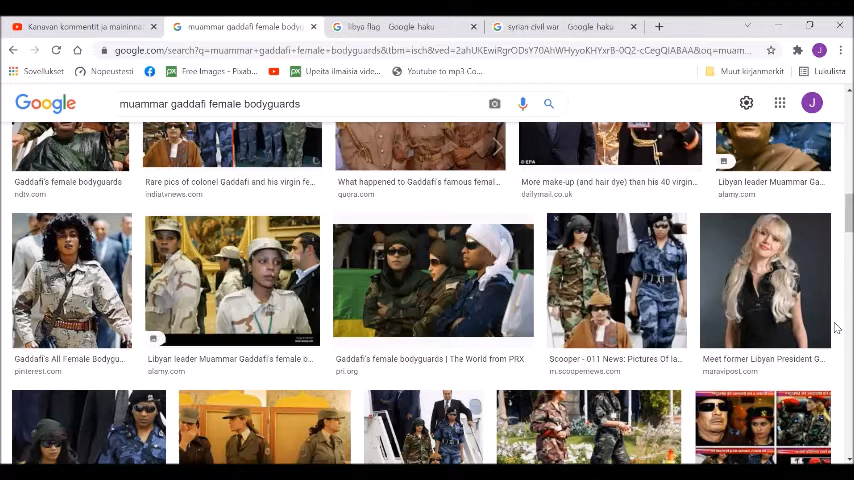 Kanavan kommentit ja maininna
muammar gaddafi female bodyg
libya flag - Google-haku
syrian civil war - Google-haku
google.com/search?q=muammar+gaddafi+female+bodyguards&tbm=isch&ved=2ahUKEwiRgrODsY70AhWHyyoKHYxrB-0Q2-cCegQIABAA&oq=muam...
Sovellukset
Nopeustesti
Free Images - Pixab...
Upeita ilmaisia video...
Youtube to mp3 Co...
Muut kirjanmerkit
Lukulista
Google
muammar gaddafi female bodyguards
J
©EPA
Gaddafi's female bodyguards
ndtv.com
Rare pics of colonel Gaddafi and his virgin fe...
indiatvnews.com
What happened to Gaddafi's famous femal...
quora.com
More make-up (and hair dye) than his 40 virgin...
dailymail.co.uk
Libyan leader Muammar Ga...
alamy.com
Gaddafi's All Female Bodygu...
pinterest.com
Libyan leader Muammar Gaddafi's female b...
alamy.com
Gaddafi's female bodyguards | The World from PRX
pri.org
Scooper - 011 News: Pictures Of la...
m.scoopernews.com
Meet former Libyan President G...
maravipost.com